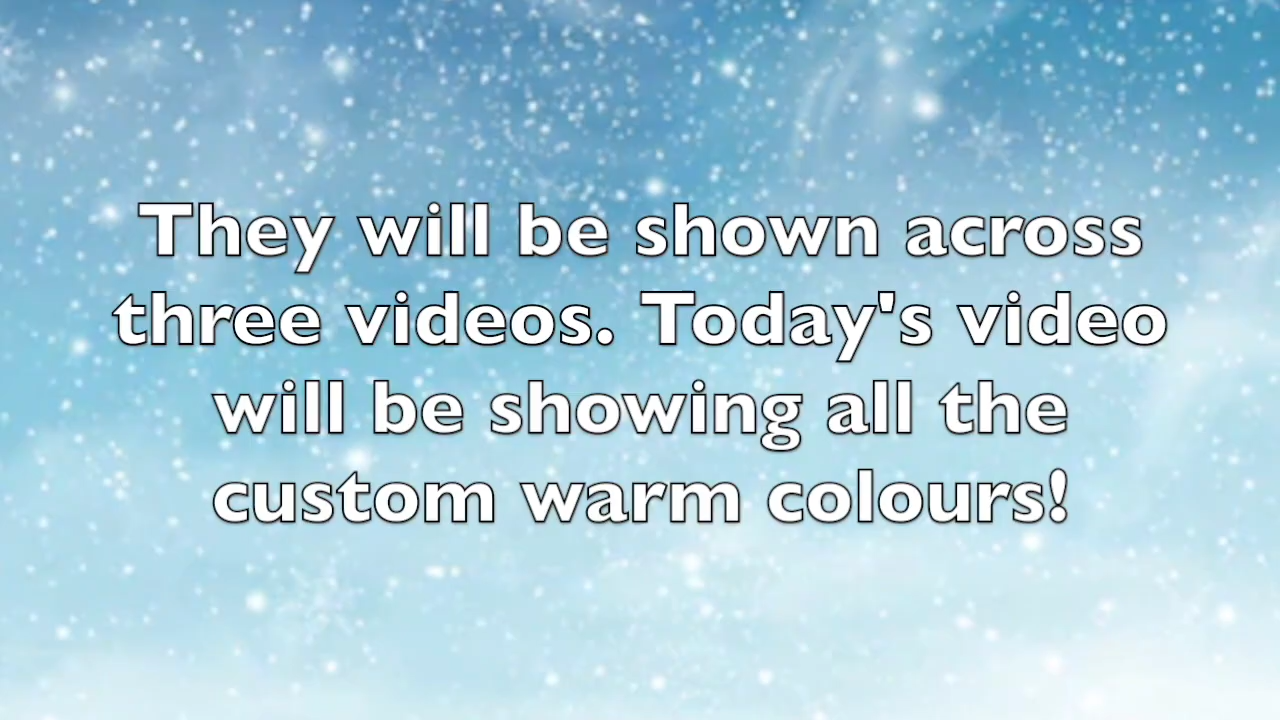 They will be shown across
three videos. Today's video
will be showing all the
custom warm colours!